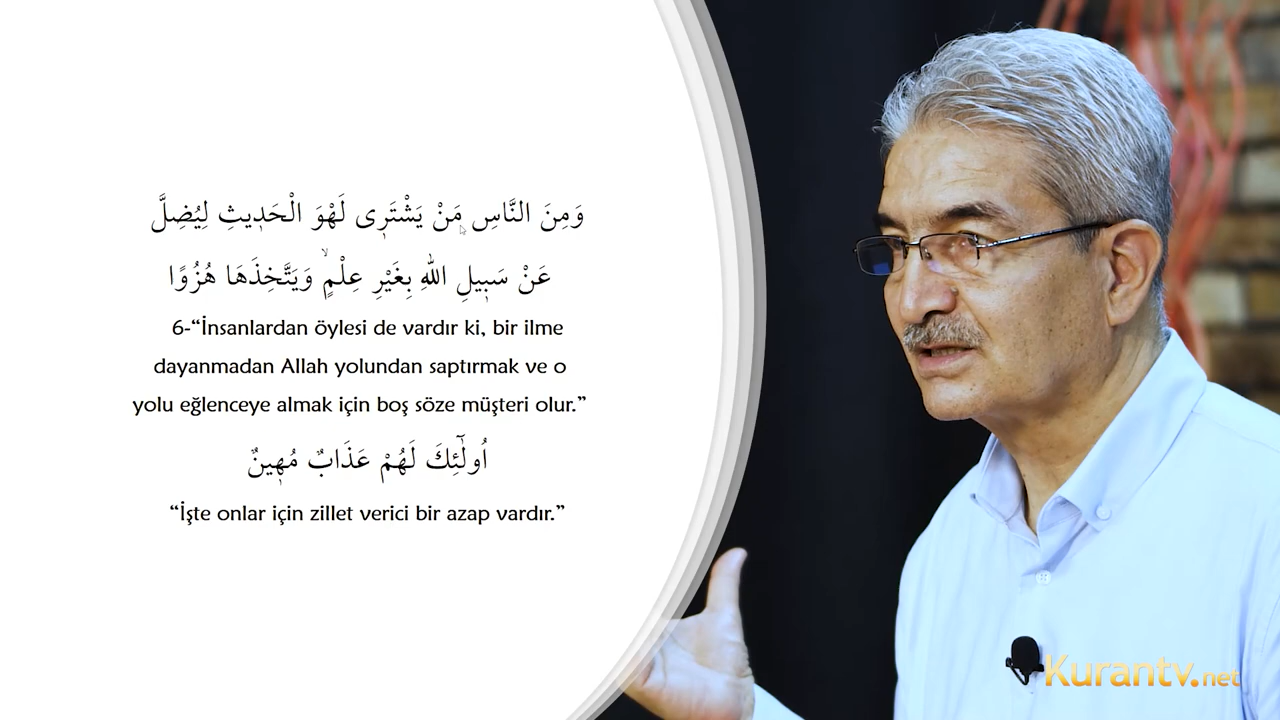 وَمِنَ النَّاسِ مَنْ يَشْتَرٖى لَهْوَ الْحَدٖيثِ لِيُضِلَّ
عَنْ سَبٖيلِ اللّٰهِ بِغَيْرِ عِلْمٍۙ وَيَتَّخِذَهَا هُزُوًا
6-“İnsanlardan öylesi de vardır ki, bir ilme
dayanmadan Allah yolundan saptırmak ve o
yolu eğlenceye almak için boş söze müşteri olur.”
اُولٰٓئِكَ لَهُمْ عَذَابٌ مُهٖينٌ
“İşte onlar için zillet verici bir azap vardır.”
Kurantv.net